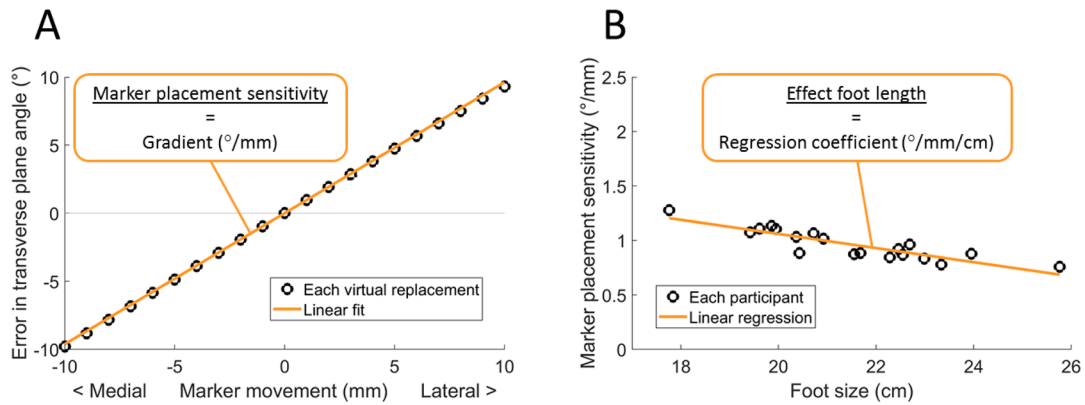 A
Error in transverse plane angle (°)
10
5
0
-5
-10
Marker placement sensitivity
=
Gradient (°/mm)
Each virtual replacement
Linear fit
-10
-5
0
5
10
< Medial
Marker movement (mm)
Lateral >
B
Marker placement sensitivity (°/mm)
2.5
2
1.5
1
0.5
0
Effect foot length
=
Regression coefficient (°/mm/cm)
Each participant
Linear regression
18
20
22
24
26
Foot size (cm)